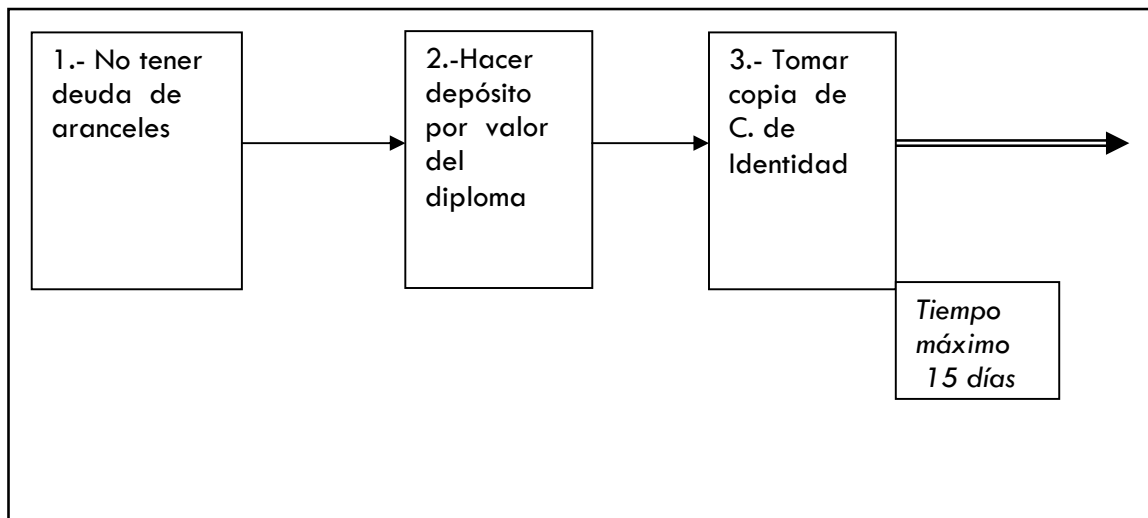 1.- No tener
deuda de
aranceles
2.-Hacer
depósito
por valor
del
diploma
3.- Tomar
copia de
C. de
Identidad
Tiempo
máximo
15 días